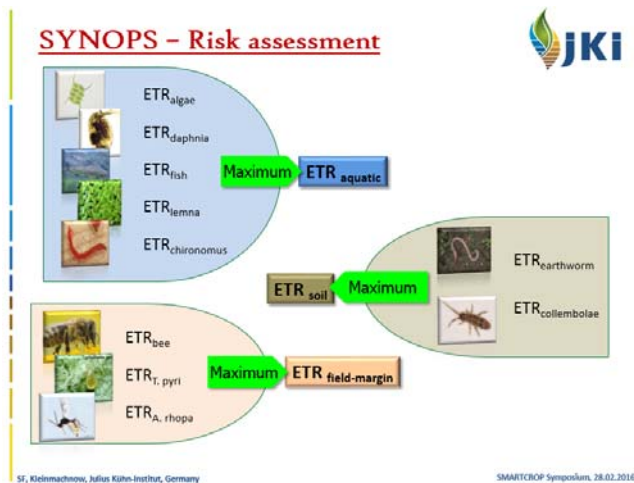 SYNOPS – Risk assessment
JKi
ETRalgae
ETRdaphnia
ETRfish
ETRlemna
ETRchironomus
Maximum
ETR aquatic
ETR soil
Maximum
ETRearthworm
ETRcollembolae
ETRbee
ETRT. pyri
ETRA. rhopa
Maximum
ETR field-margin
SF, Kleinmachnow, Julius Kühn-Institut, Germany
SMARTCROP Symposium, 28.02.2016